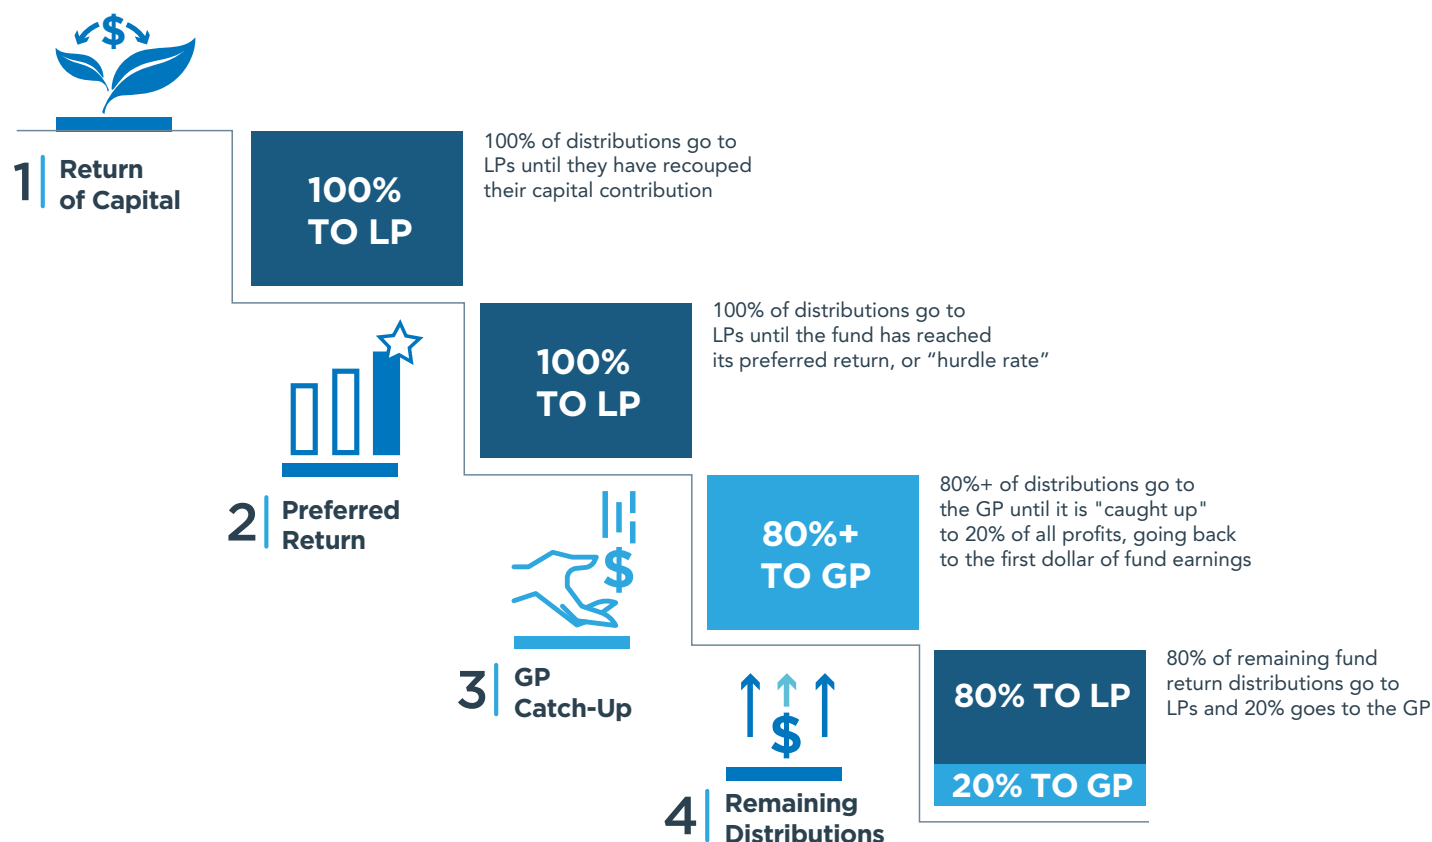 $
1
Return
of Capital
100%
TO LP
100% of distributions go to
LPs until they have recouped
their capital contribution
2
Preferred
Return
100%
TO LP
100% of distributions go to
LPs until the fund has reached
its preferred return, or “hurdle rate”
$
3
GP
Catch-Up
80%+
TO GP
80%+ of distributions go to
the GP until it is "caught up"
to 20% of all profits, going back
to the first dollar of fund earnings
$
4
Remaining
Distributions
80% TO LP
20% TO GP
80% of remaining fund
return distributions go to
LPs and 20% goes to the GP